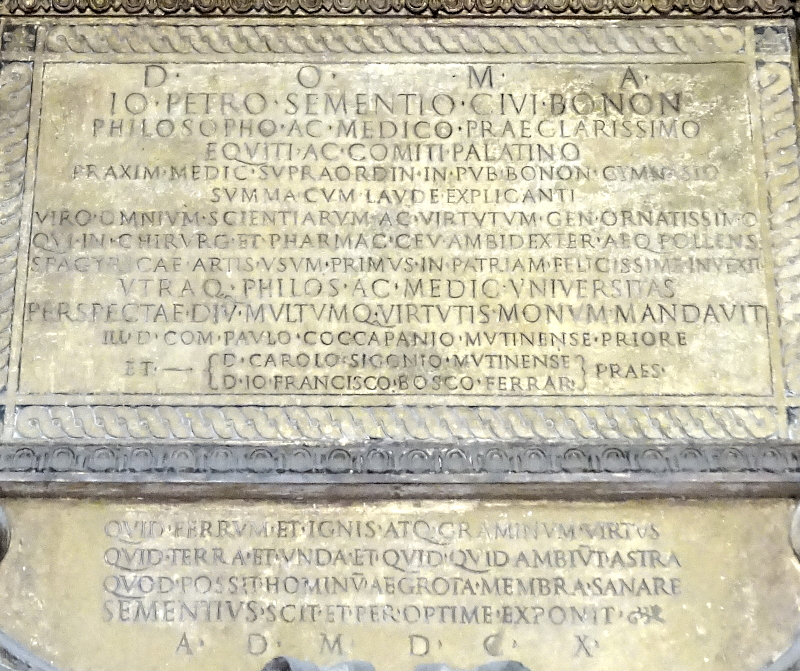 D· O· M· A·
IO·PETRO·SEMENTIO·CIVI·BONON
PHILOSOPHO·AC·MEDICO·PRAECLARISSIMO
EQVITI·AC·COMITI·PALATINO
PRAXIM·MEDIC·SVPRAORDIN·IN·PVB·BONON·GYMNASIO
SVMMA·CVM·LAVDE·EXPLICANTI
VIRO·OMNIVM·SCIENTIARVM·AC·VIRTVTVM·GEN·ORNATISSIMO
QVI·IN·CHIRVRG·ET·PHARMAC·CEV·AMBIDEXTER·AEQ·POLLENS
SPAGYRICAE·ARTIS·VSVM·PRIMVS·IN·PATRIAM·FELICISSIME·INVEXIT
VTRAQ·PHILOS·AC·MEDIC·VNIVERSITAS
PERSPECTAE·DIV·MVLTVMQ·VIRTVTIS·MONVM·MANDAVIT
ILL·D·COM·PAVLO·COCCAPANIO·MVTINENSE·PRIORE
ET — {D·CAROLO·SIGONIO·MVTINENSE} PRAES·
{D·IO·FRANCISCO·BOSCO·FERRAR·}
QVID·FERRVM·ET·IGNIS·ATQ·GRAMINVM·VIRTVS
QVID·TERRA·ET·VNDA·ET·QVID·QVID·AMBIŪT·ASTRA
QVOD·POSSIT·HOMINŪ·AEGROTA·MEMBRA·SANARE
SEMENTIVS·SCIT·ET·PER·OPTIME·EXPONIT
A· D· M· D· C· X·